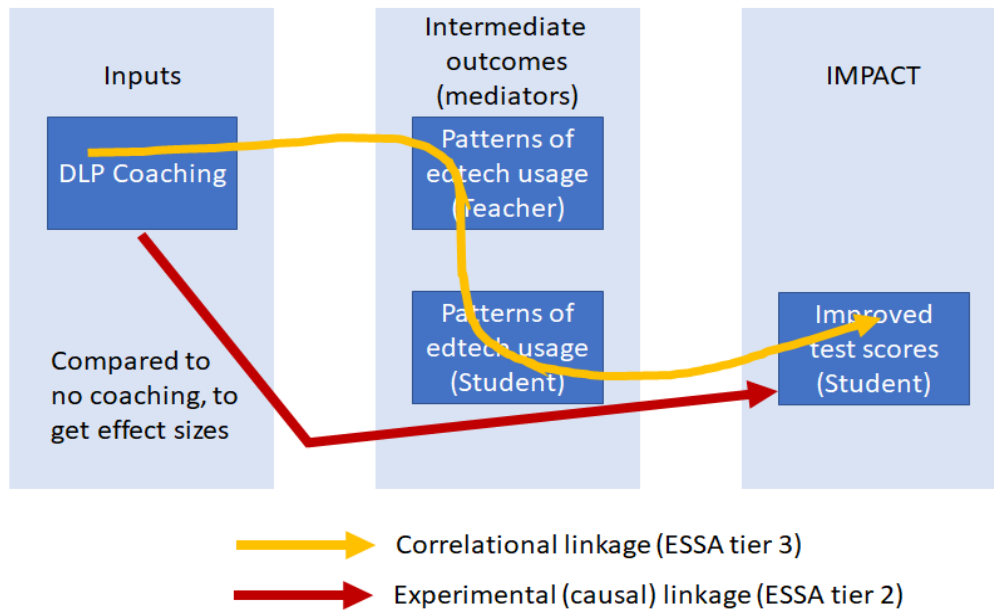 Inputs
DLP Coaching
Compared to
no coaching, to
get effect sizes
Intermediate
outcomes
(mediators)
Patterns of
edtech usage
(Teacher)
Patterns of
edtech usage
(Student)
IMPACT
Improved
test scores
(Student)
Correlational linkage (ESSA tier 3)
Experimental (causal) linkage (ESSA tier 2)